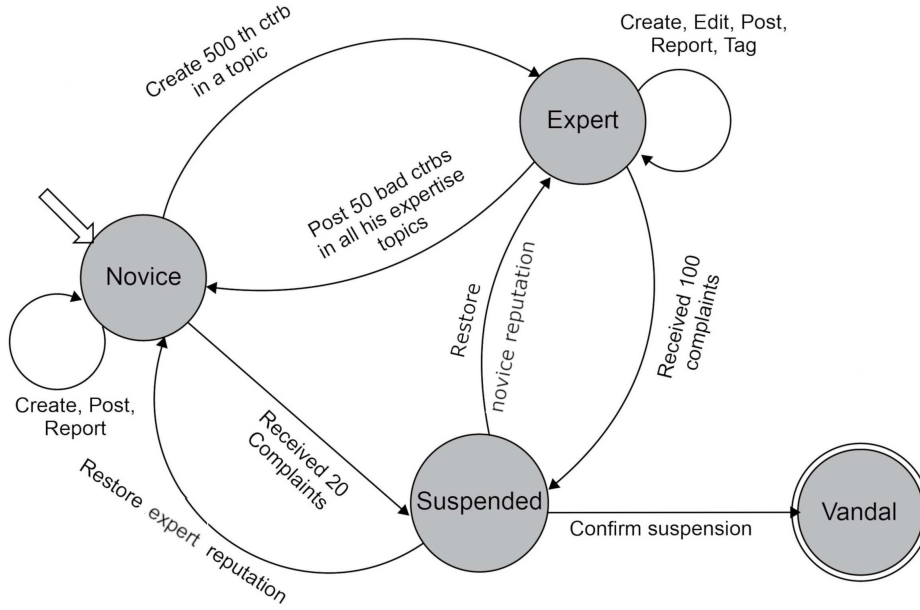 Create 500 th ctrb
in a topic
Create, Edit, Post,
Report, Tag
Expert
Post 50 bad ctrbs
in all his expertise
topics
Novice
Restore
novice reputation
Received 100
complaints
Create, Post,
Report
Received 20
Complaints
Restore expert reputation
Suspended
Confirm suspension
Vandal